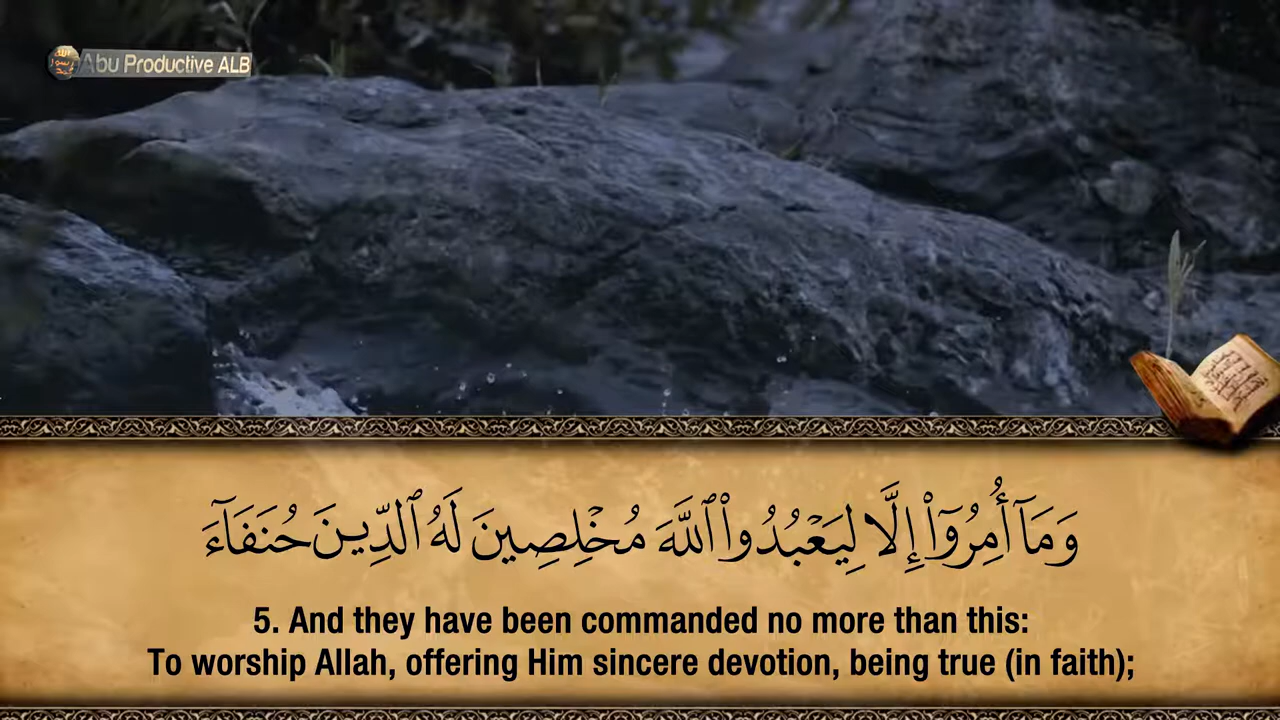 Abu Productive ALB
وَمَآ أُمِرُوٓا۟ إِلَّا لِيَعْبُدُوا۟ ٱللَّهَ مُخْلِصِينَ لَهُ ٱلدِّينَ حُنَفَآءَ
5. And they have been commanded no more than this:
To worship Allah, offering Him sincere devotion, being true (in faith);